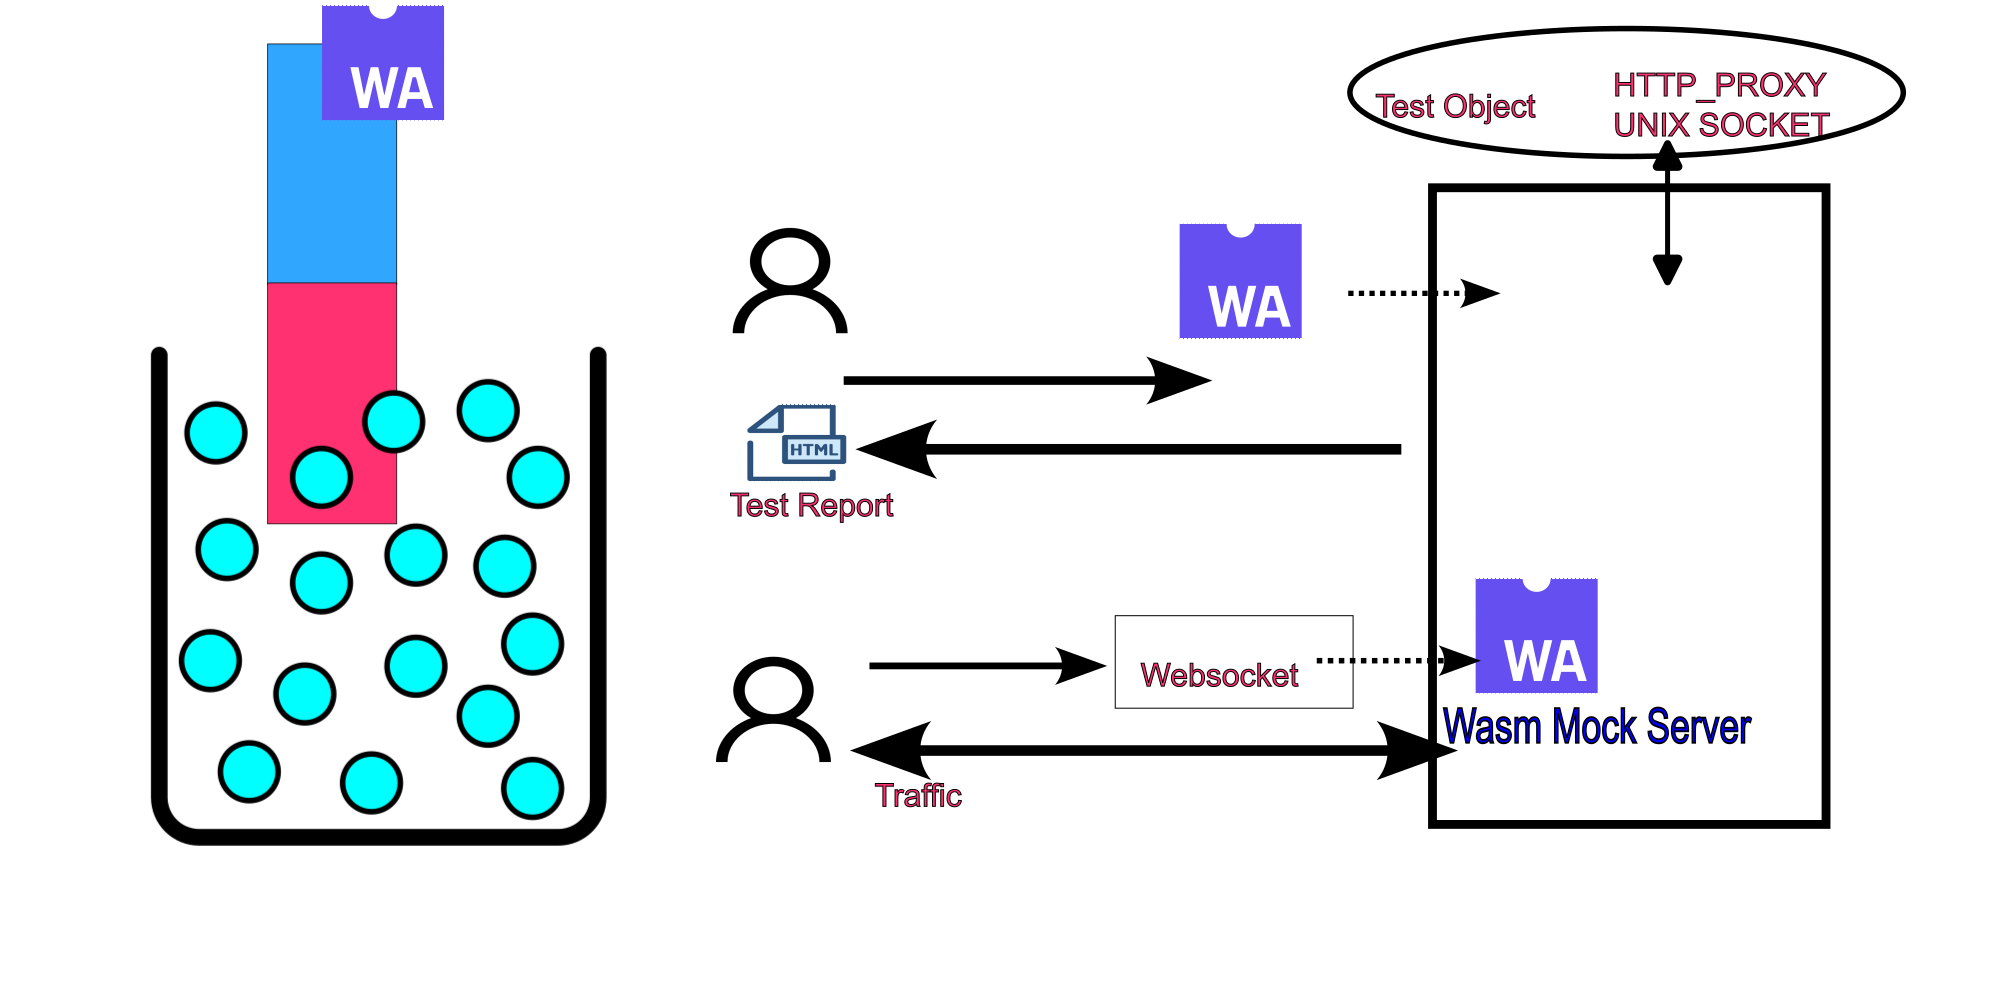 WA
Test Object
HTTP_PROXY
UNIX SOCKET
WA
HTML
Test Report
Websocket
WA
Wasm Mock Server
Traffic